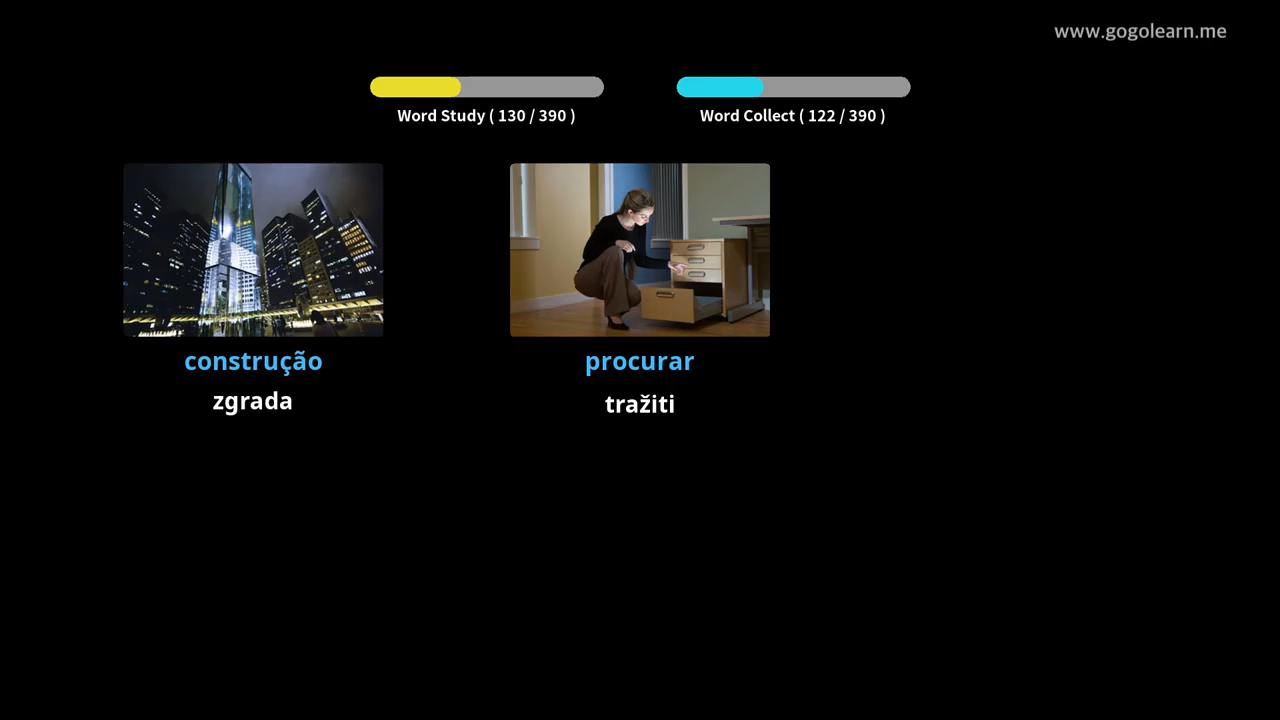 www.gogolearn.me
Word Study ( 130 / 390 )
Word Collect ( 122 / 390 )
construção
zgrada
procurar
tražiti